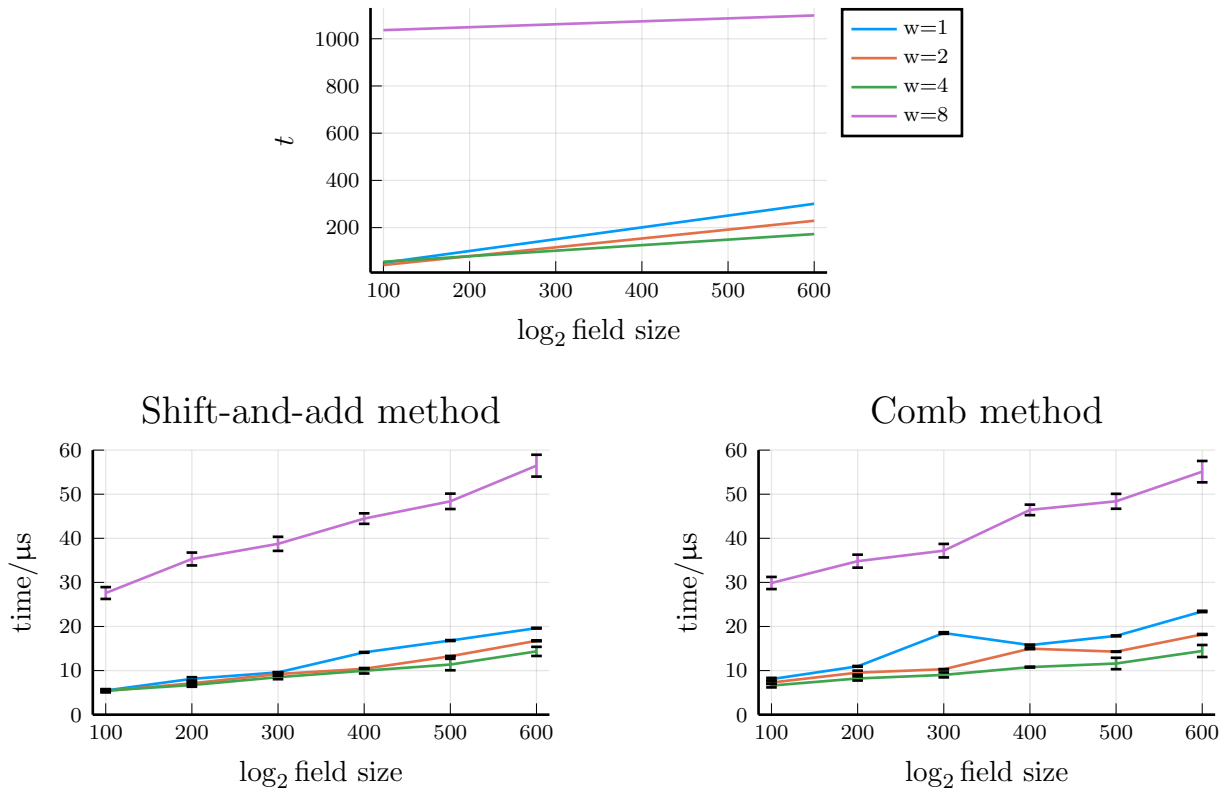 1000
800
600
400
200
t
100 200 300 400 500 600
log₂ field size
w=1
w=2
w=4
w=8
Shift-and-add method
60
50
40
30
20
10
0
time/µs
100 200 300 400 500 600
log₂ field size
Comb method
60
50
40
30
20
10
0
time/µs
100 200 300 400 500 600
log₂ field size